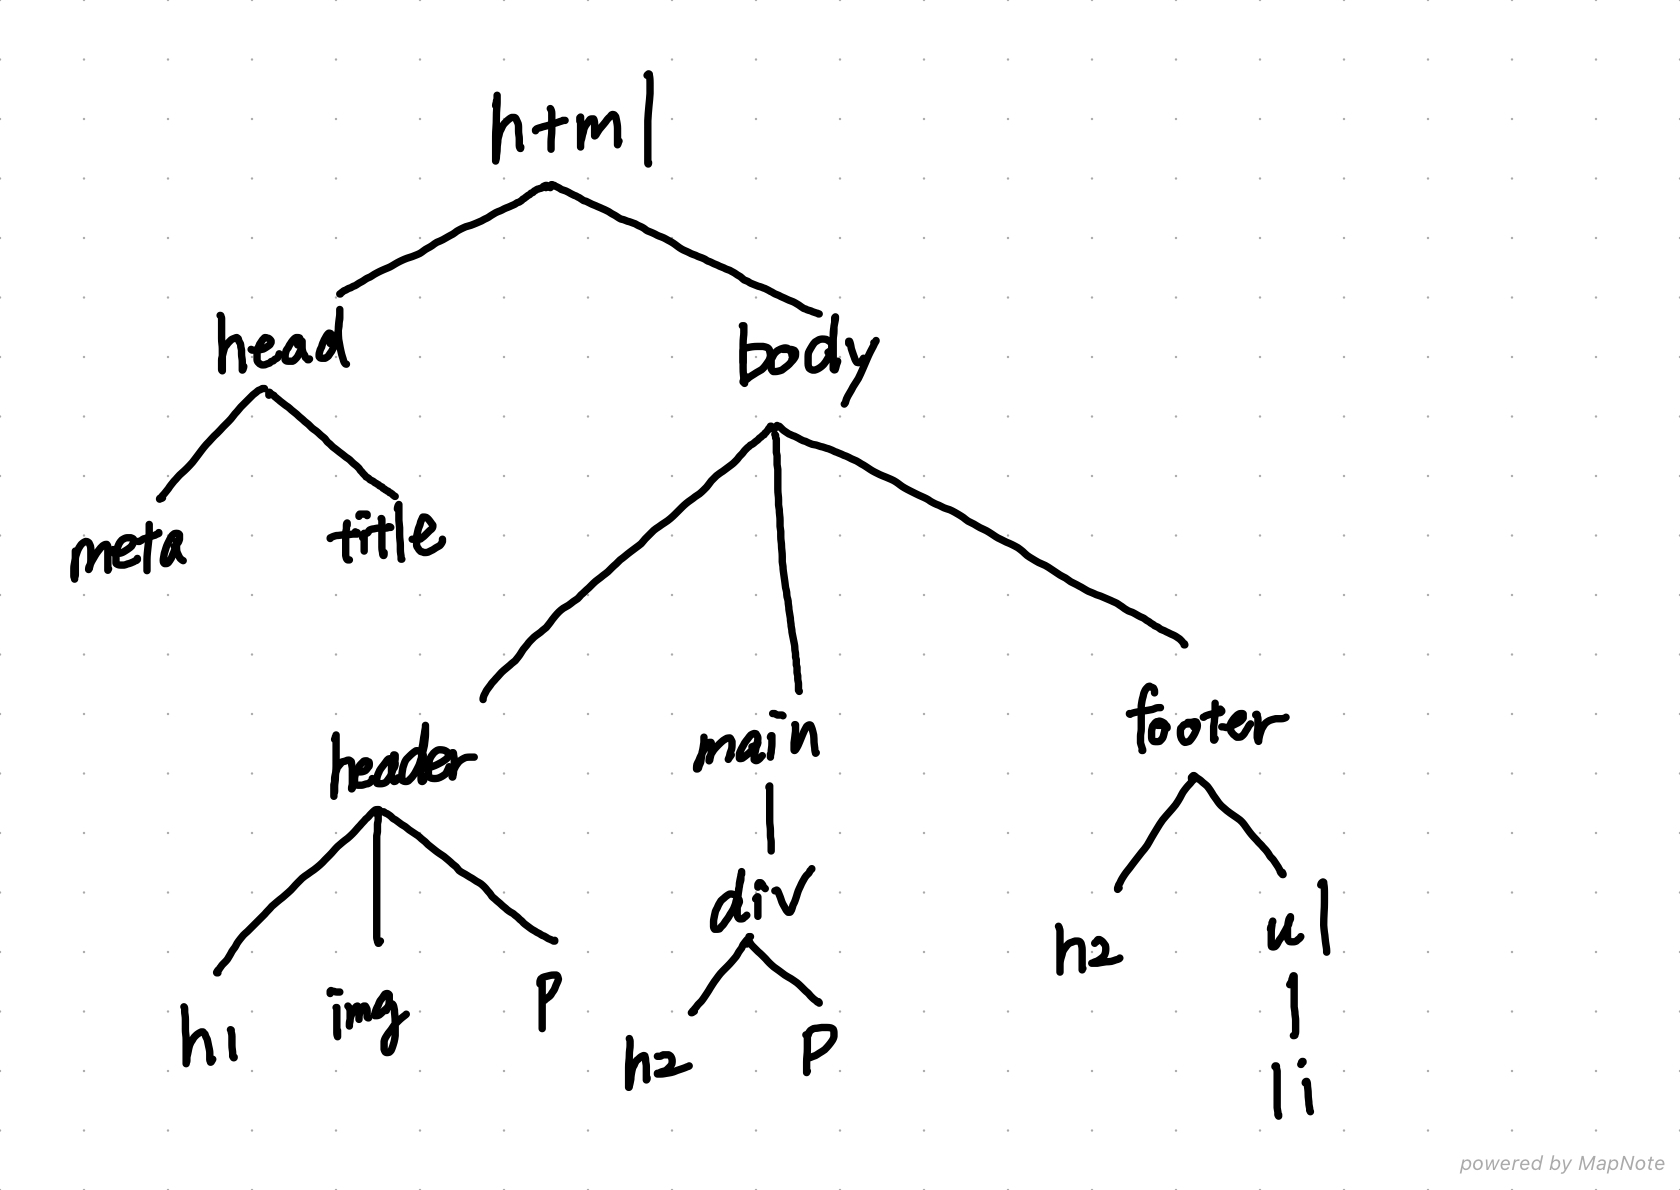 html
head
body
meta
title
header
main
footer
div
h1
img
p
h2
p
h2
ul
li
powered by MapNote